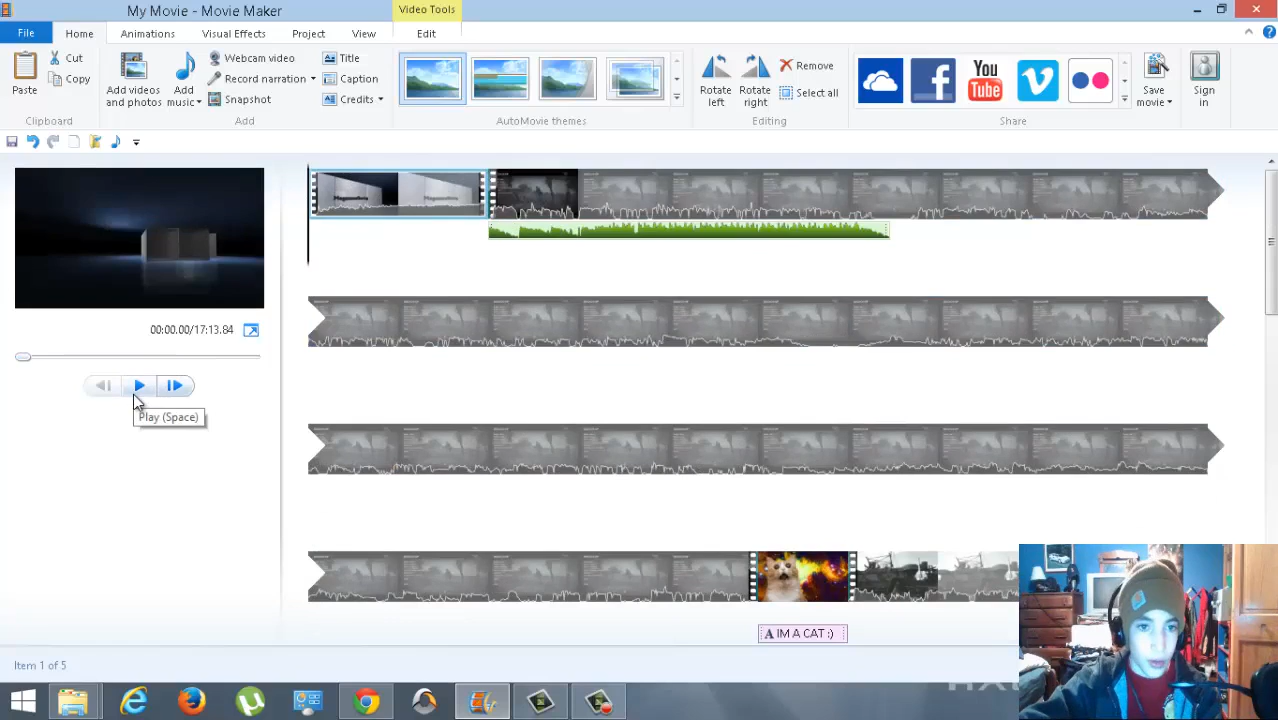 My Movie - Movie Maker
Video Tools
File
Home
Animations
Visual Effects
Project
View
Edit
Paste
Cut
Copy
Clipboard
Add videos
and photos
Add
music
Webcam video
Record narration
Snapshot
Title
Caption
Credits
Add
AutoMovie themes
Rotate
left
Rotate
right
Remove
Select all
Editing
You
Tube
Share
Save
movie
Sign
in
00:00.00/17:13.84
Play (Space)
A IM A CAT :)
Item 1 of 5